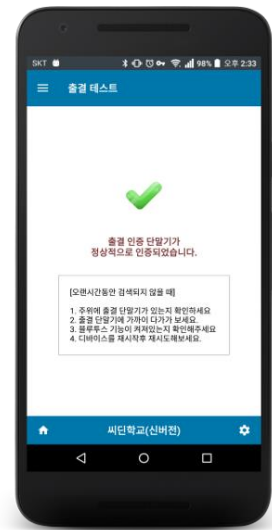 SKT 98% 오후 2:33
출결 테스트
출결 인증 단말기가
정상적으로 인증되었습니다.
[오랜시간동안 검색되지 않을 때]
1. 주위에 출결 단말기가 있는지 확인하세요
2. 출결 단말기에 가까이 다가가 보세요.
3. 블루투스 기능이 켜져있는지 확인해주세요
4. 디바이스를 재시작후 재시도해보세요.
씨딘학교(신버전)